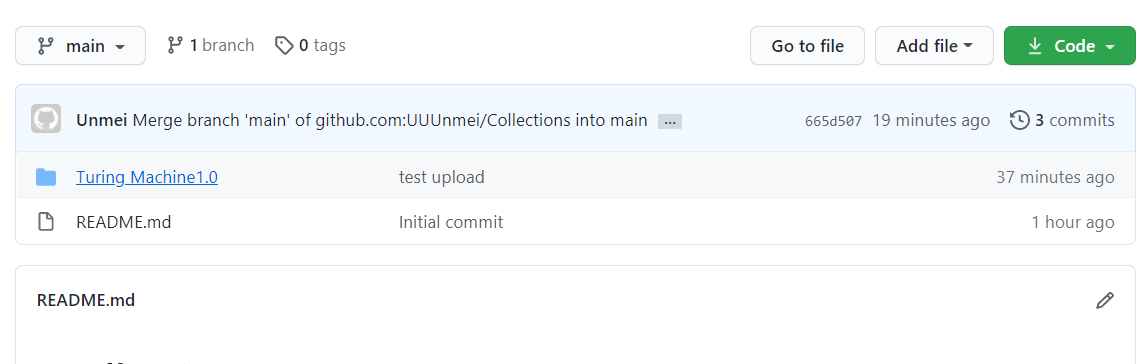 main 1 branch 0 tags Go to file Add file Code
Unmei Merge branch 'main' of github.com:UUUnmei/Collections into main ... 665d507 19 minutes ago 3 commits
Turing Machine1.0 test upload 37 minutes ago
README.md Initial commit 1 hour ago
README.md